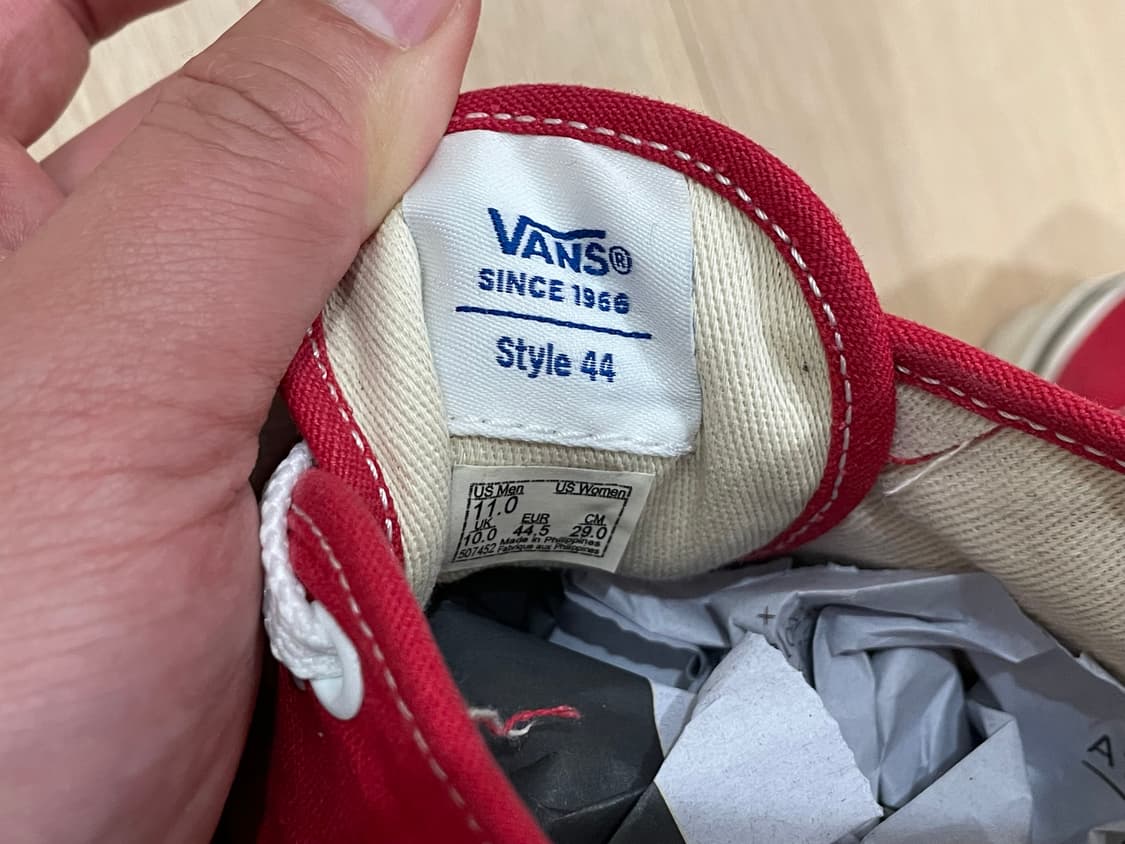 VANS®
SINCE 1966
Style 44
US Men US Women
11.0
UK EUR CM
10.0 44,5 29.0
Made in Philippines
507452 Fabrique aux Philippines
A